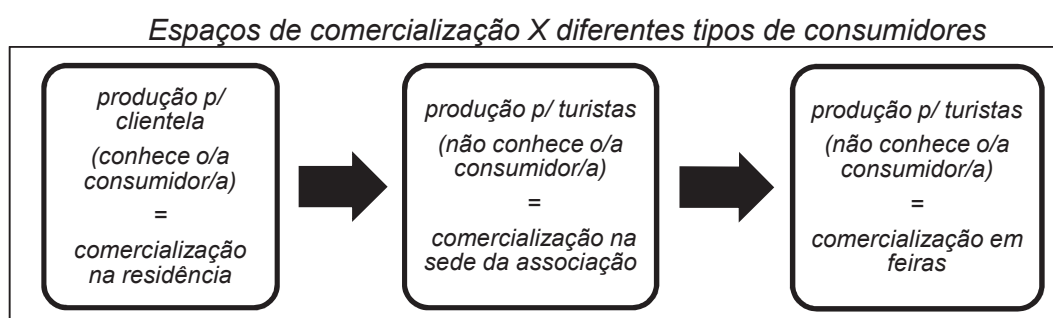 Espaços de comercialização X diferentes tipos de consumidores
produção p/
clientela
(conhece o/a
consumidor/a)
=
comercialização
na residência
produção p/ turistas
(não conhece o/a
consumidor/a)
=
comercialização na
sede da associação
produção p/ turistas
(não conhece o/a
consumidor/a)
=
comercialização em
feiras